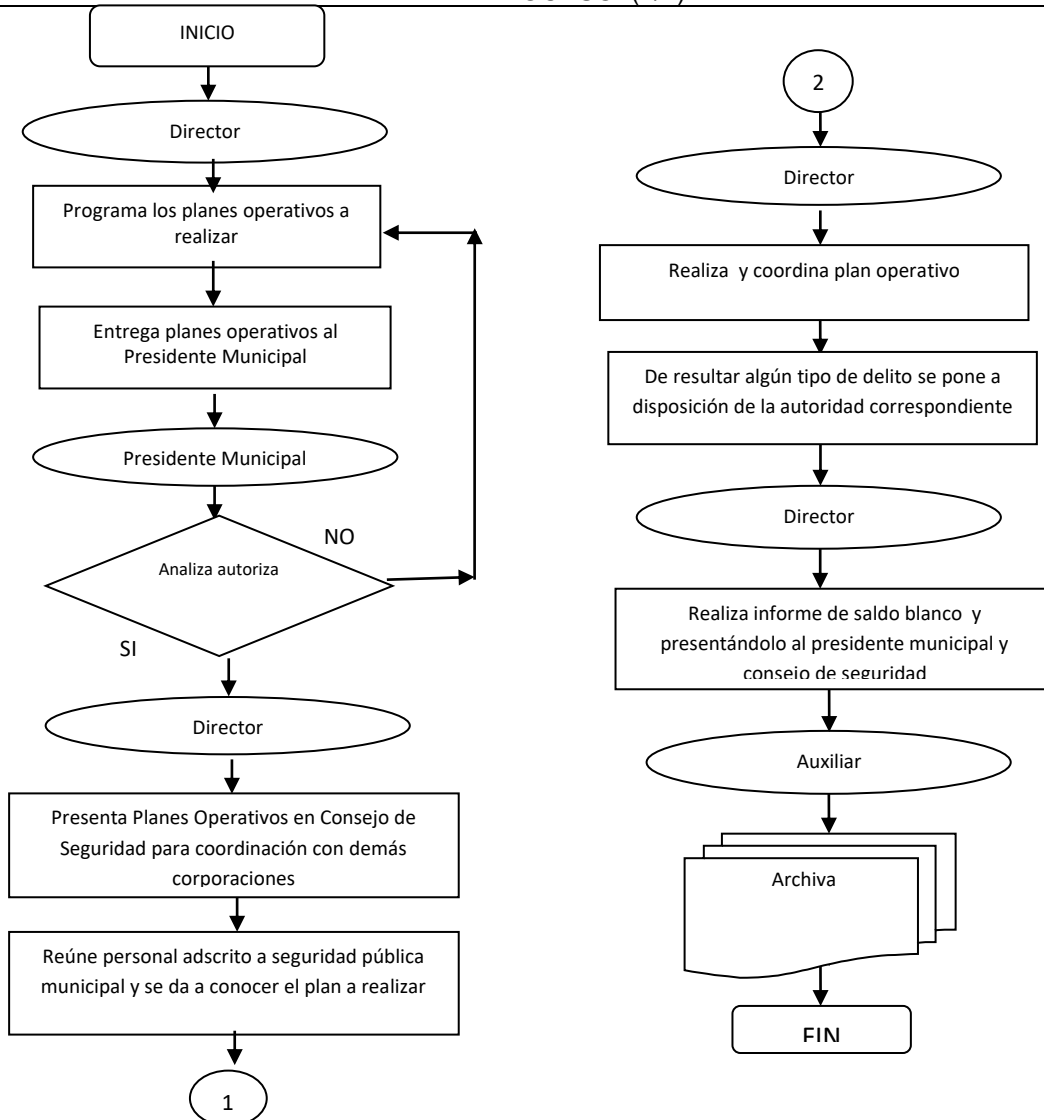 INICIO
Director
Programa los planes operativos a
realizar
Entrega planes operativos al
Presidente Municipal
Presidente Municipal
NO
Analiza autoriza
SI
Director
Presenta Planes Operativos en Consejo de
Seguridad para coordinación con demás
corporaciones
Reúne personal adscrito a seguridad pública
municipal y se da a conocer el plan a realizar
1
2
Director
Realiza y coordina plan operativo
De resultar algún tipo de delito se pone a
disposición de la autoridad correspondiente
Director
Realiza informe de saldo blanco y
presentándolo al presidente municipal y
consejo de seguridad
Auxiliar
Archiva
FIN